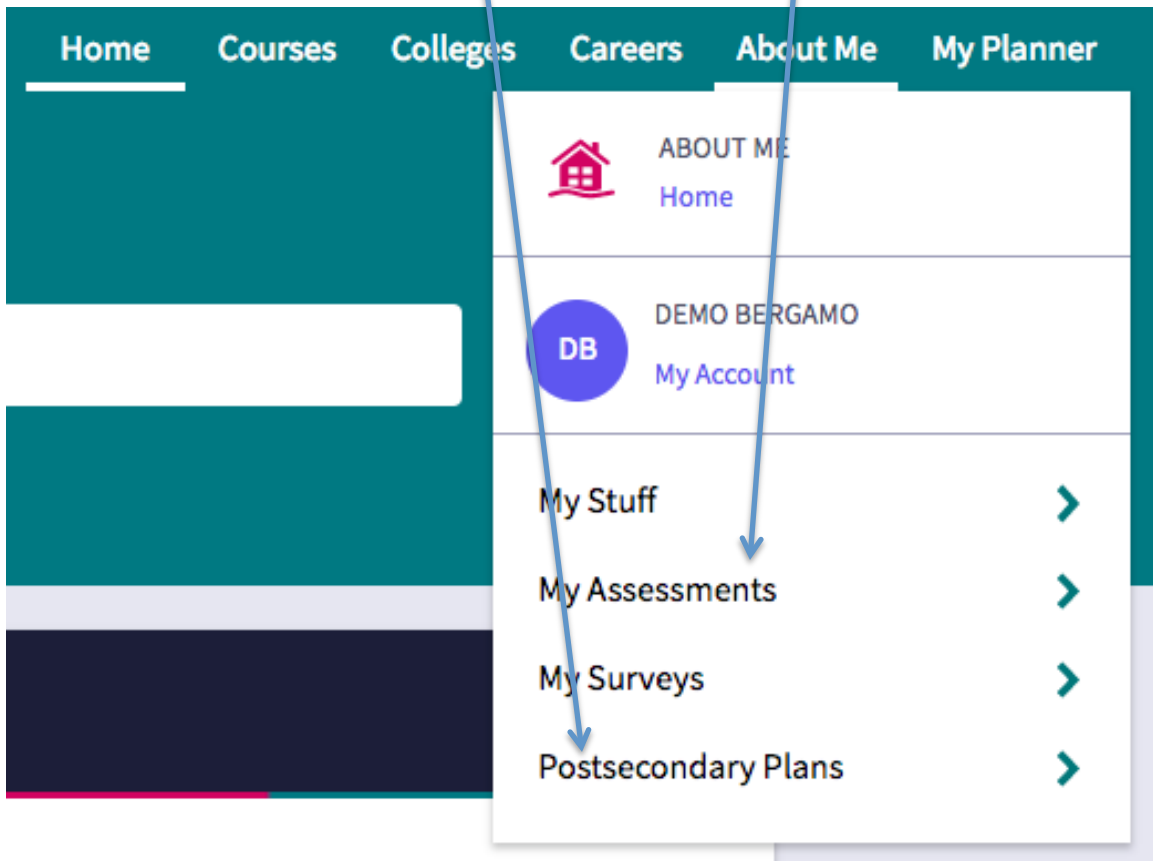 Home Courses Colleges Careers About Me My Planner
ABOUT ME
Home
DEMO BERGAMO
DB
My Account
My Stuff
My Assessments
My Surveys
Postsecondary Plans